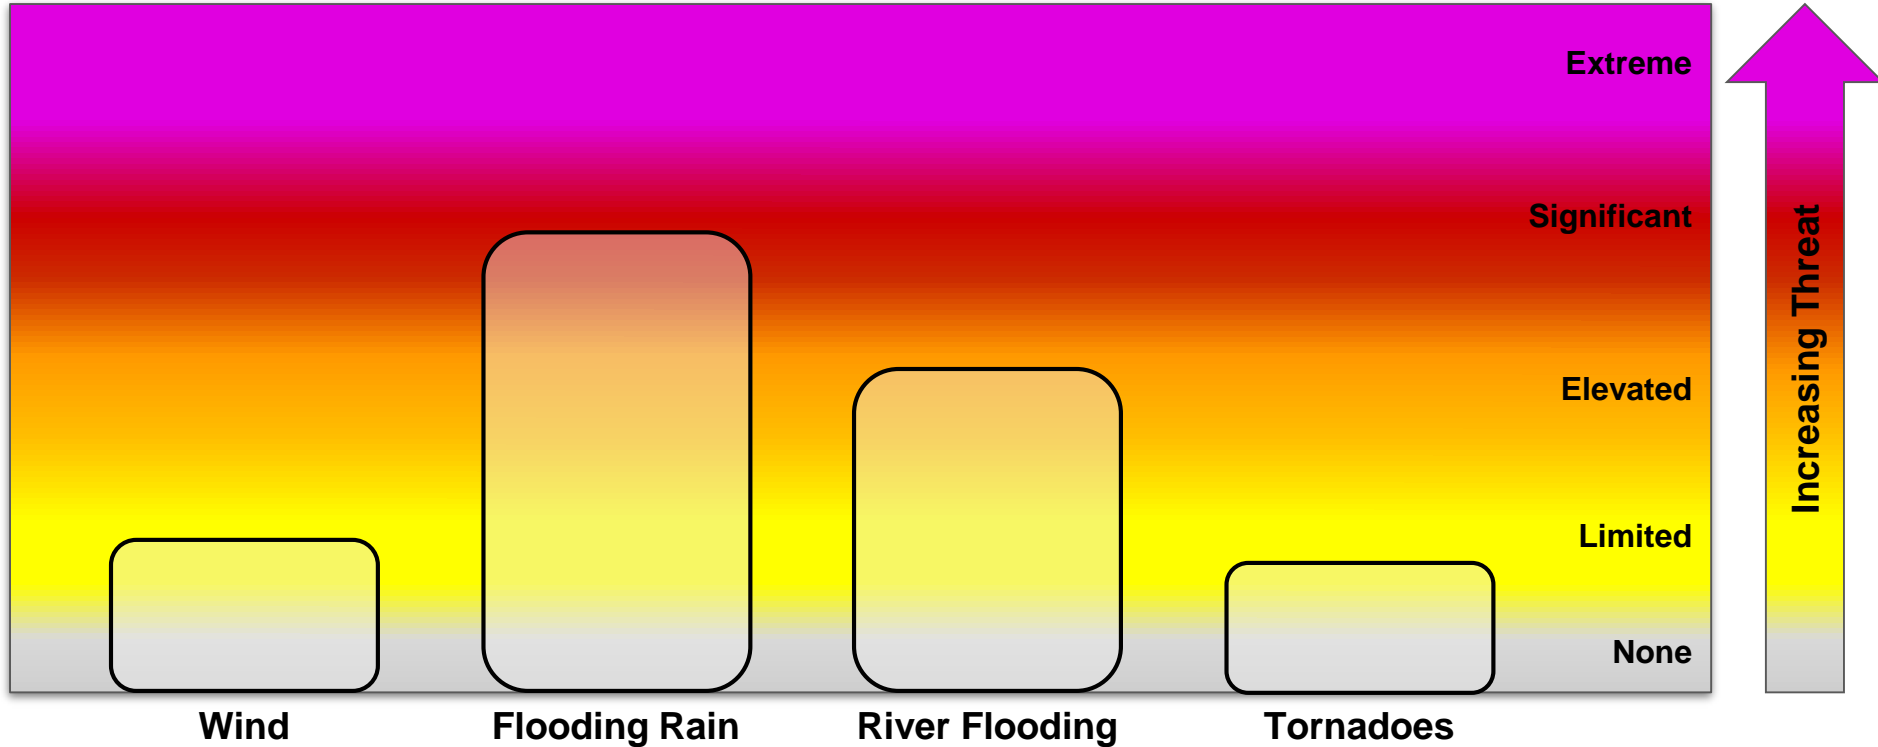 Extreme
Significant
Elevated
Limited
None
Increasing Threat
Wind
Flooding Rain
River Flooding
Tornadoes